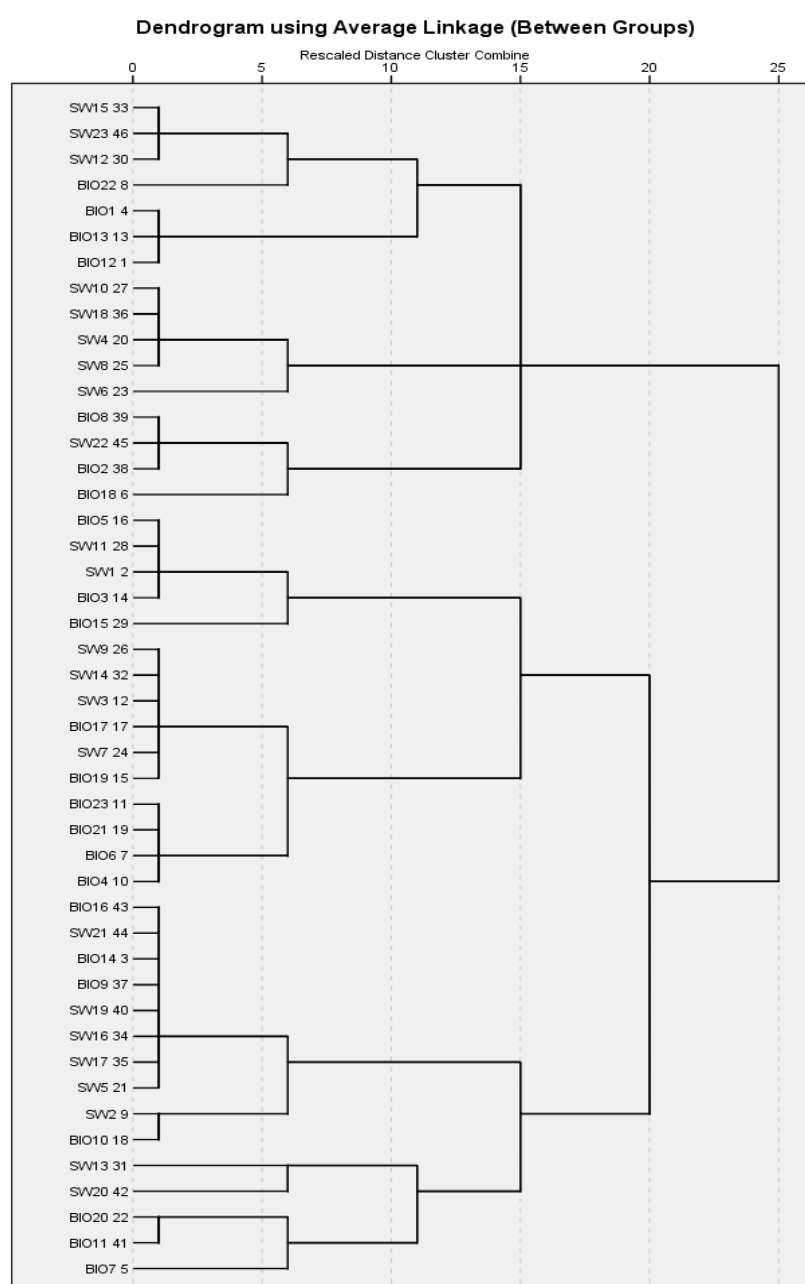 Dendrogram using Average Linkage (Between Groups)
Rescaled Distance Cluster Combine
0 5 10 15 20 25
SW15 33
SW23 46
SW12 30
BIO22 8
BIO1 4
BIO13 13
BIO12 1
SW10 27
SW18 36
SW4 20
SW8 25
SW6 23
BIO8 39
SW22 45
BIO2 38
BIO18 6
BIO5 16
SW11 28
SW1 2
BIO3 14
BIO15 29
SW9 26
SW14 32
SW3 12
BIO17 17
SW7 24
BIO19 15
BIO23 11
BIO21 19
BIO6 7
BIO4 10
BIO16 43
SW21 44
BIO14 3
BIO9 37
SW19 40
SW16 34
SW17 35
SW5 21
SW2 9
BIO10 18
SW13 31
SW20 42
BIO20 22
BIO11 41
BIO7 5